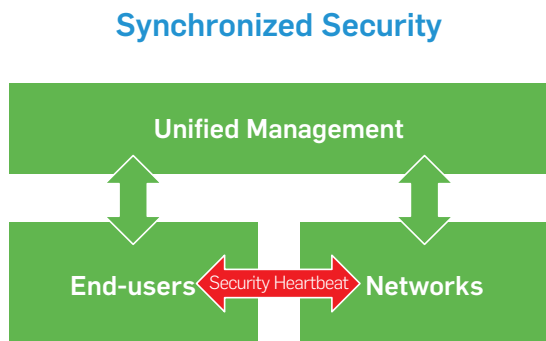 Synchronized Security
Unified Management
End-users
Security Heartbeat
Networks